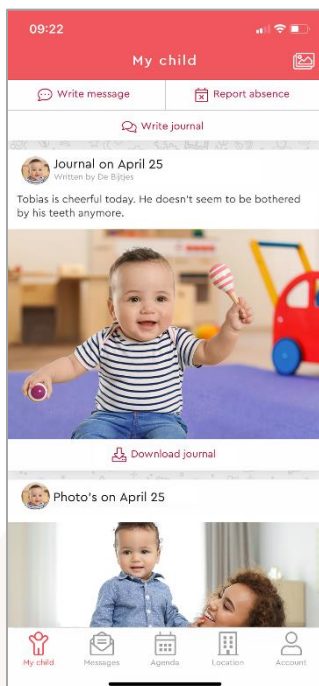 09:22
My child
Write message
Report absence
Write journal
Journal on April 25
Written by De Bijtjes
Tobias is cheerful today. He doesn't seem to be bothered
by his teeth anymore.
Download journal
Photo's on April 25
My child
Messages
Agenda
Location
Account